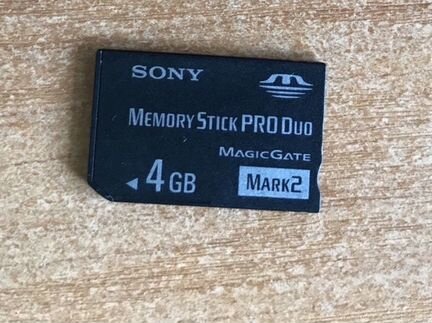 SONY
MEMORY STICK PRO DUO
MAGICGATE
4 GB
MARK2